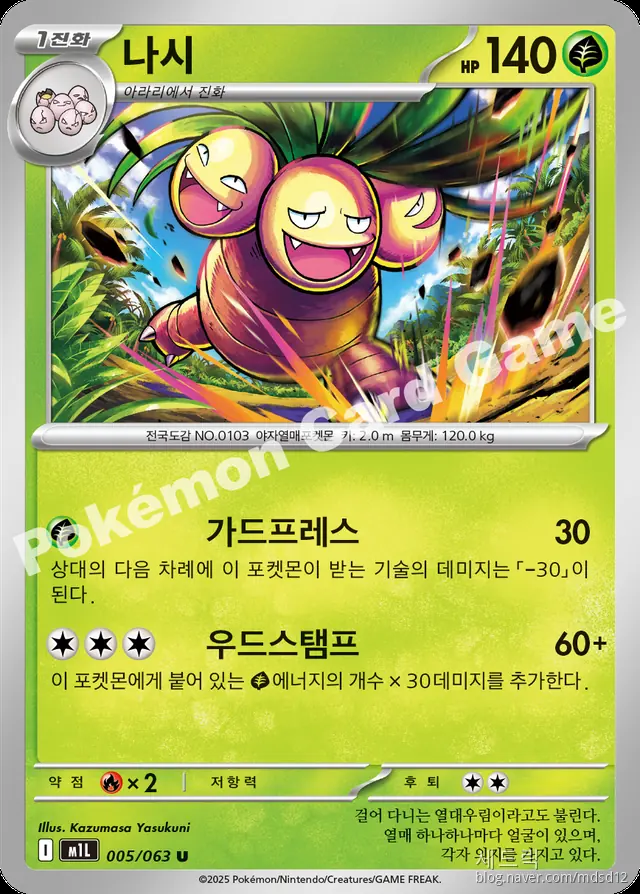 1진화
나시
HP 140
아라리에서 진화
전국도감 NO.0103 야자열매포켓몬 키: 2.0 m 몸무게: 120.0 kg
Pokémon Card Game
가드프레스 30
상대의 다음 차례에 이 포켓몬이 받는 기술의 데미지는 「-30」이
된다.
우드스탬프 60+
이 포켓몬에게 붙어 있는 에너지의 개수 × 30데미지를 추가한다.
약점 ×2 저항력 후퇴
걸어 다니는 열대우림이라고도 불린다.
열매 하나하나마다 얼굴이 있으며,
각자 의지를 가지고 있다.
Illus. Kazumasa Yasukuni
I M1L 005/063 U
©2025 Pokémon/Nintendo/Creatures/GAME FREAK.
blog.naver.com/mdsd12